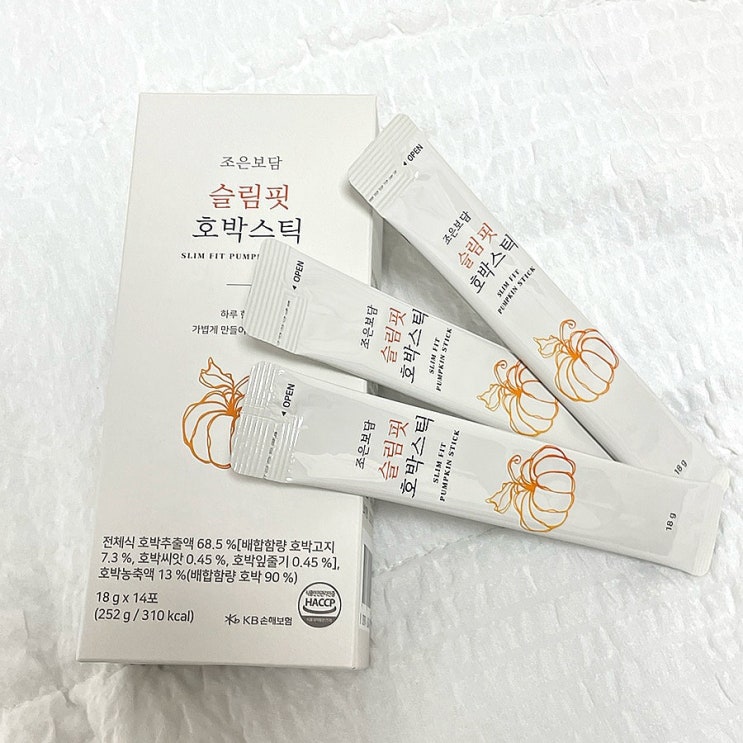 조은보담
슬림핏
호박스틱
SLIM FIT PUMP
하루 한
가볍게 만들어
전체식 호박추출액 68.5 %[배합함량 호박고지
7.3 %, 호박씨앗 0.45 %, 호박잎줄기 0.45 %],
호박농축액 13 %(배합함량 호박 90 %)
18 g x 14포
(252 g / 310 kcal)
KB손해보험
HACCP
OPEN
조은보담
슬림핏
호박스틱
SLIM FIT
PUMPKIN STICK
18 g
OPEN
조은보담
슬림핏
호박스틱
SLIM FIT
PUMPKIN STICK
OPEN
조은보담
슬림핏
호박스틱
SLIM FIT
PUMPKIN STICK
18 g